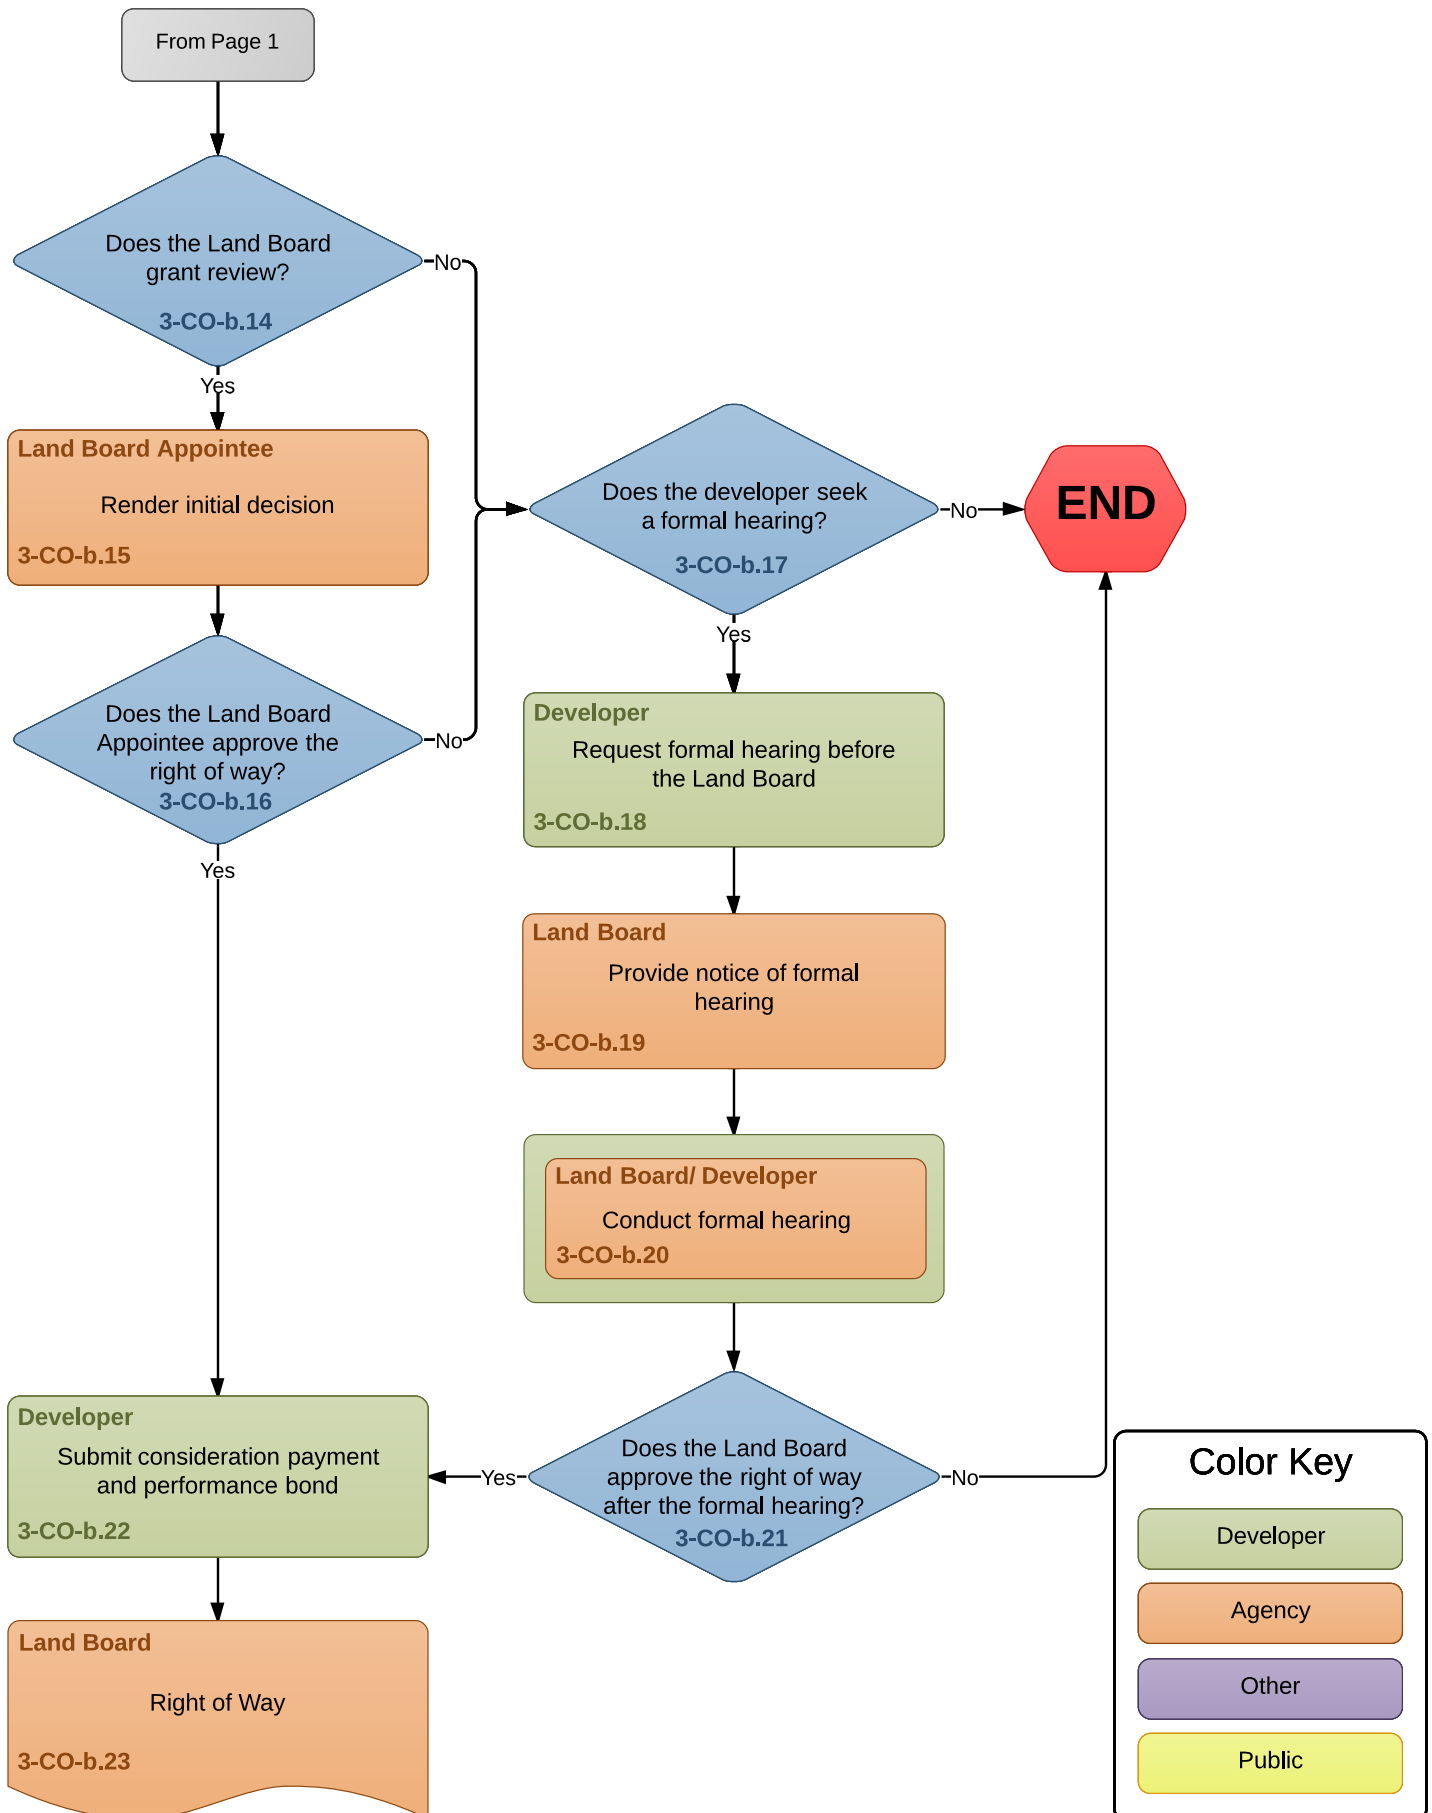 From Page 1
Does the Land Board
grant review?
3-CO-b.14
No
Yes
Land Board Appointee
Render initial decision
3-CO-b.15
Does the Land Board
Appointee approve the
right of way?
3-CO-b.16
No
Yes
Does the developer seek
a formal hearing?
3-CO-b.17
No
END
Yes
Developer
Request formal hearing before
the Land Board
3-CO-b.18
Land Board
Provide notice of formal
hearing
3-CO-b.19
Land Board/ Developer
Conduct formal hearing
3-CO-b.20
Does the Land Board
approve the right of way
after the formal hearing?
3-CO-b.21
Yes
No
Developer
Submit consideration payment
and performance bond
3-CO-b.22
Land Board
Right of Way
3-CO-b.23
Color Key
Developer
Agency
Other
Public